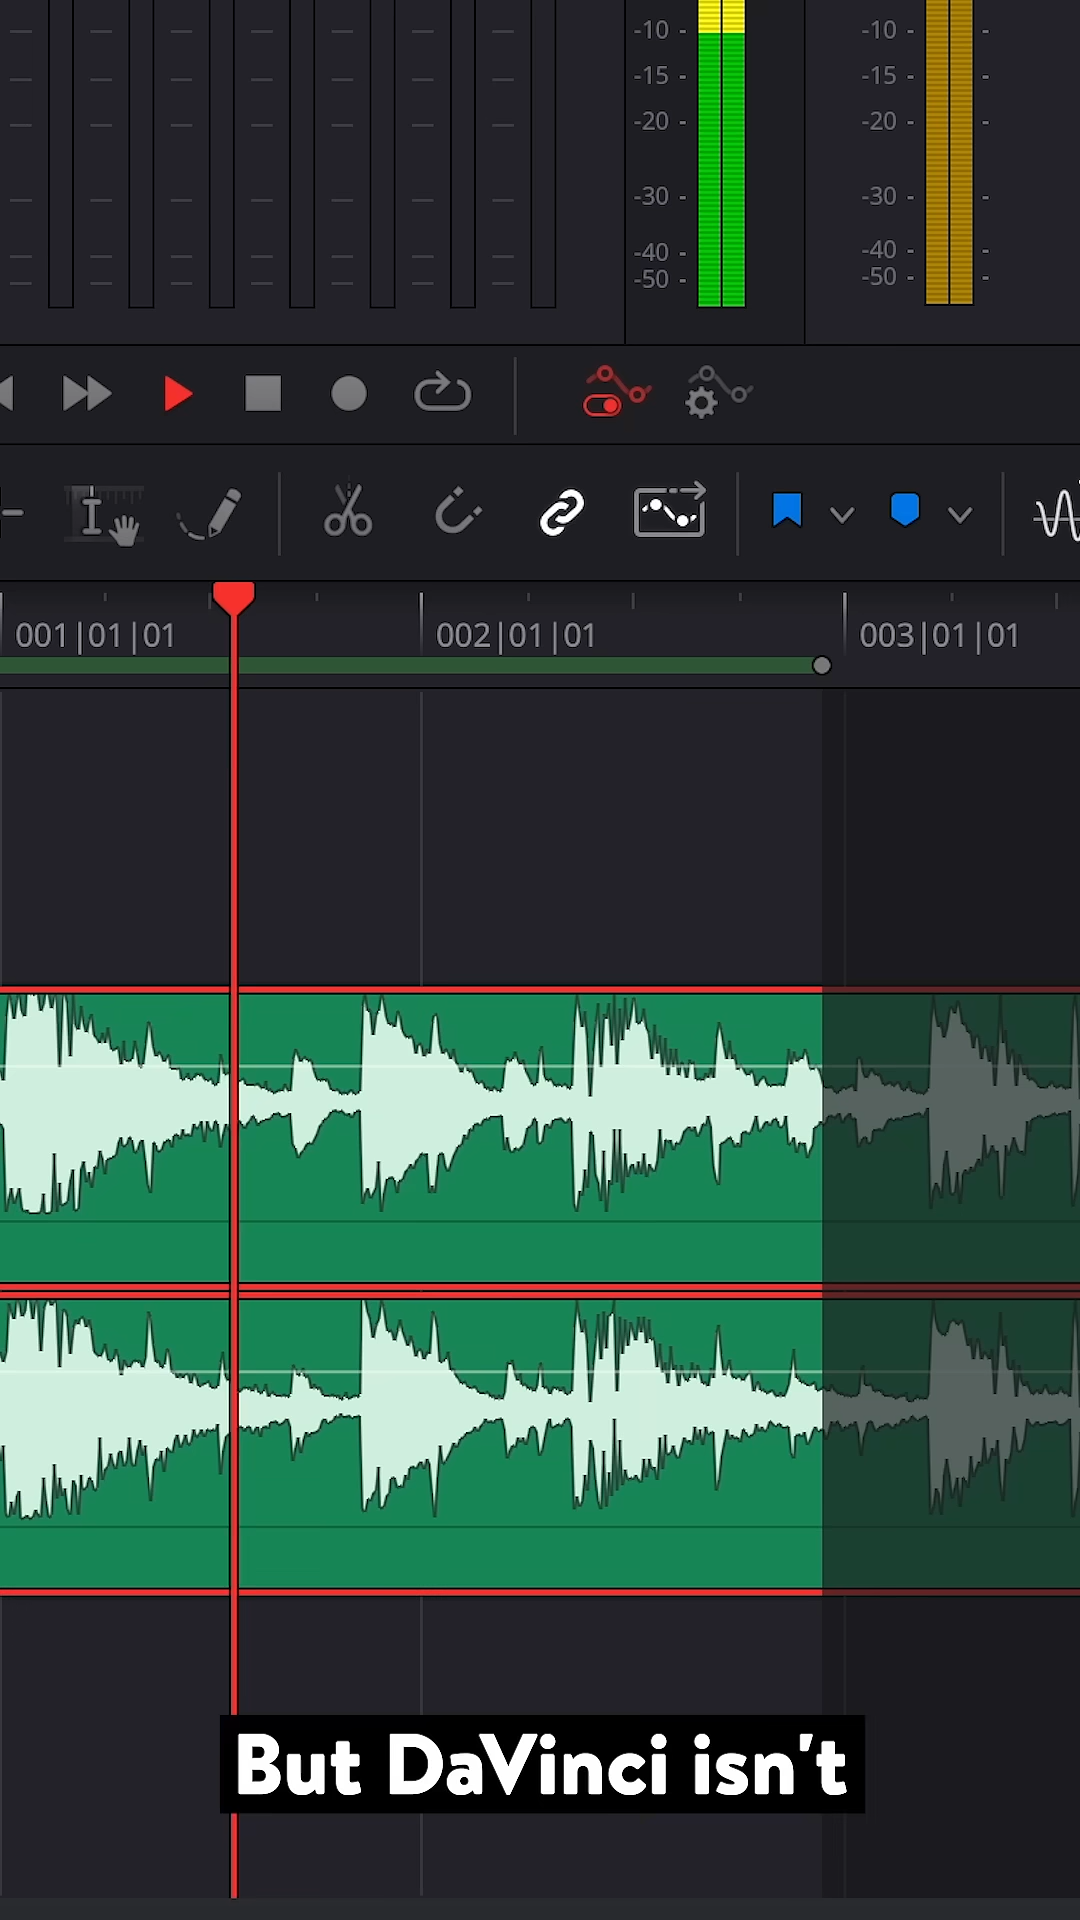 -10 - -10 - -
-15 - -15 - -
-20 - -20 - -
-30 - -30 - -
-40 - -40 - -
-50 - -50 - -
001|01|01 002|01|01 003|01|01
But DaVinci isn't